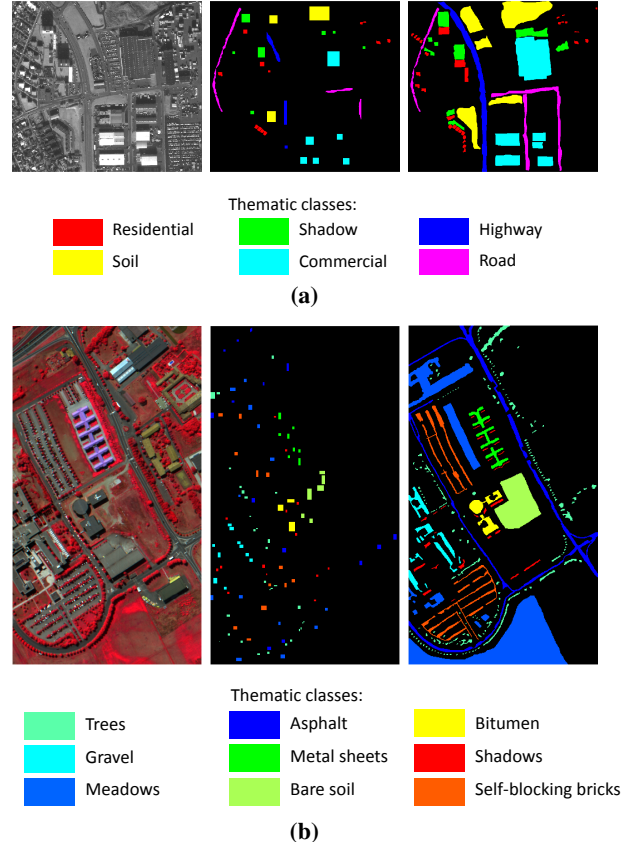 Thematic classes:
Residential Shadow Highway
Soil Commercial Road
(a)
Thematic classes:
Trees Asphalt Bitumen
Gravel Metal sheets Shadows
Meadows Bare soil Self-blocking bricks
(b)